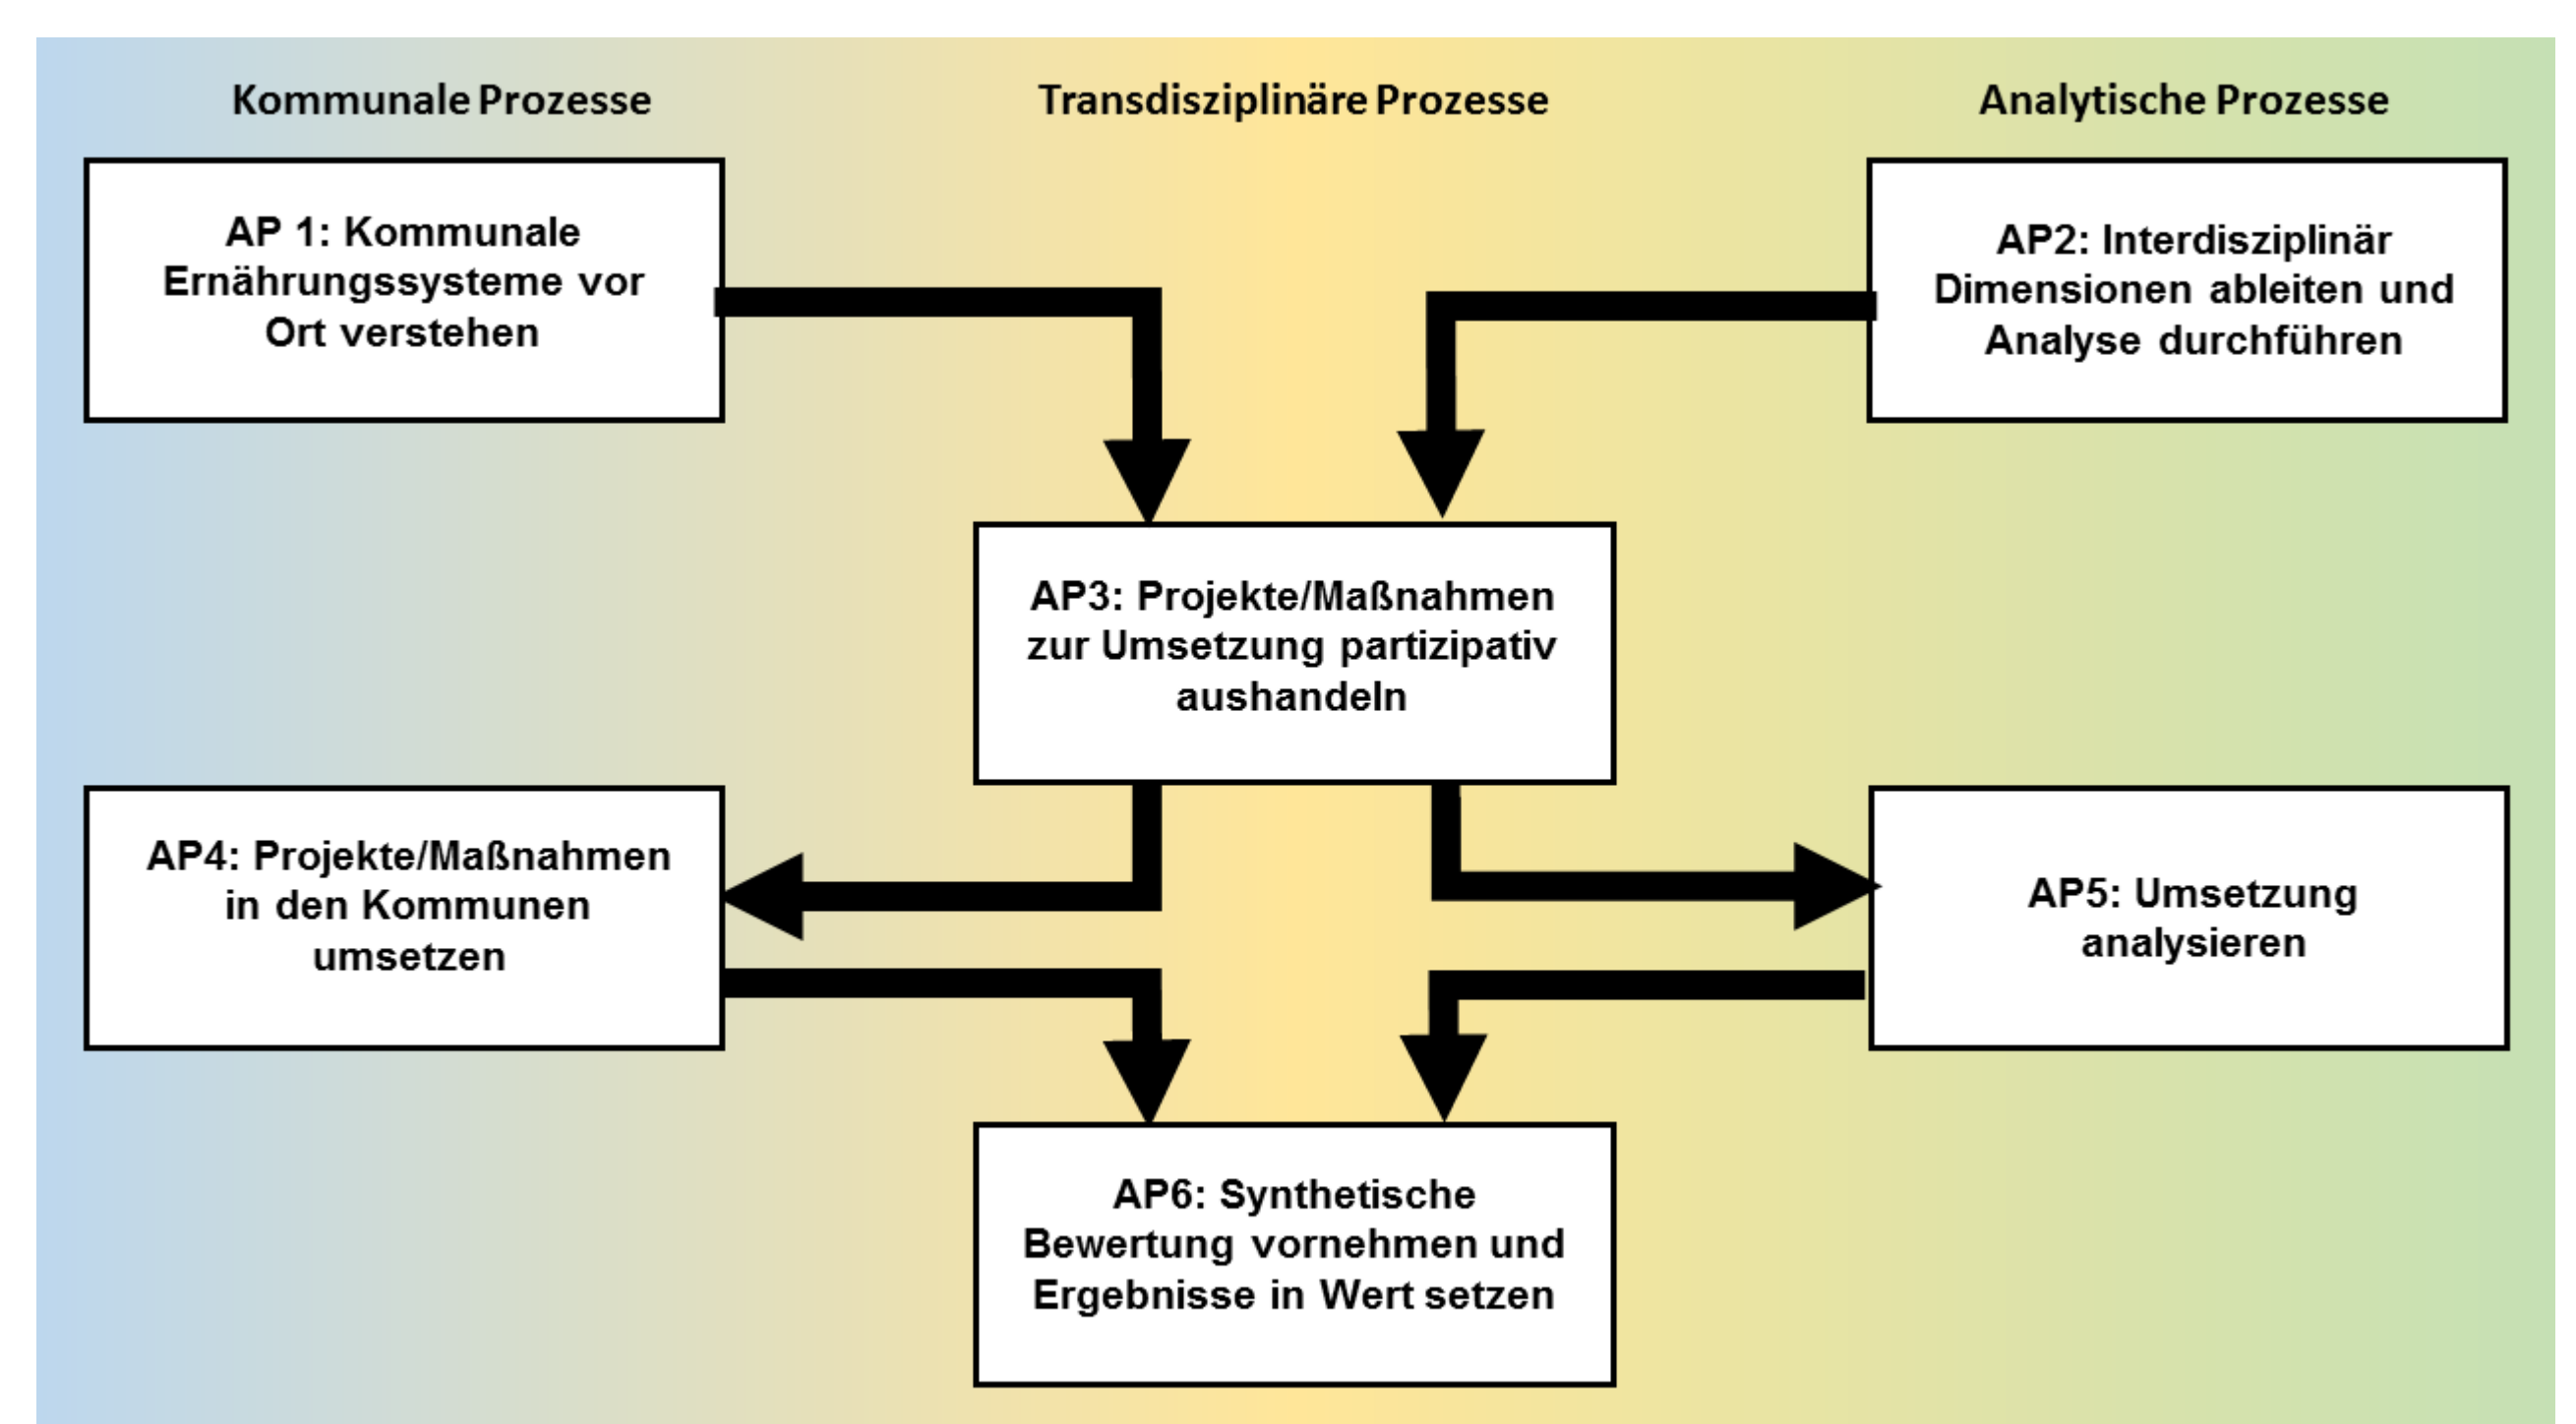 Kommunale Prozesse
Transdisziplinäre Prozesse
Analytische Prozesse
AP 1: Kommunale
Ernährungssysteme vor
Ort verstehen
AP2: Interdisziplinär
Dimensionen ableiten und
Analyse durchführen
AP3: Projekte/Maßnahmen
zur Umsetzung partizipativ
aushandeln
AP4: Projekte/Maßnahmen
in den Kommunen
umsetzen
AP5: Umsetzung
analysieren
AP6: Synthetische
Bewertung vornehmen und
Ergebnisse in Wert setzen